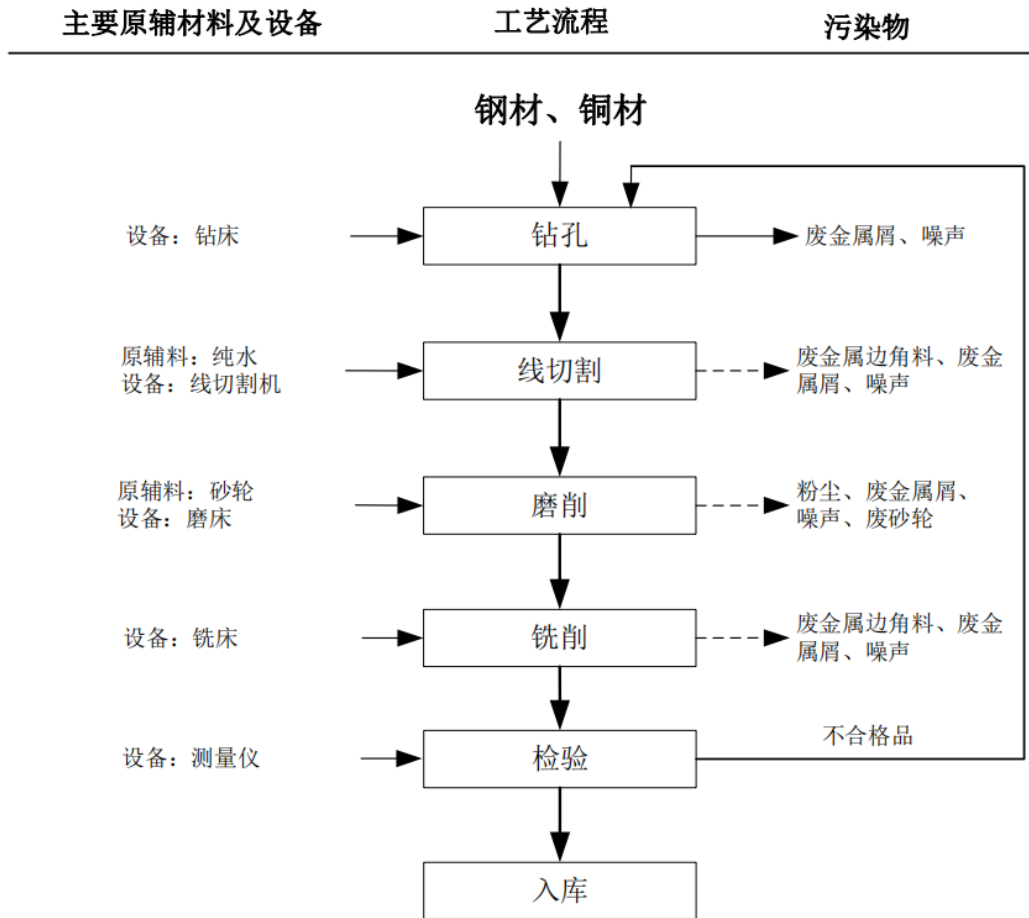 主要原辅材料及设备
工艺流程
污染物
钢材、铜材
设备：钻床
钻孔
废金属屑、噪声
原辅料：纯水
设备：线切割机
线切割
废金属边角料、废金
属屑、噪声
原辅料：砂轮
设备：磨床
磨削
粉尘、废金属屑、
噪声、废砂轮
设备：铣床
铣削
废金属边角料、废金
属屑、噪声
设备：测量仪
检验
不合格品
入库